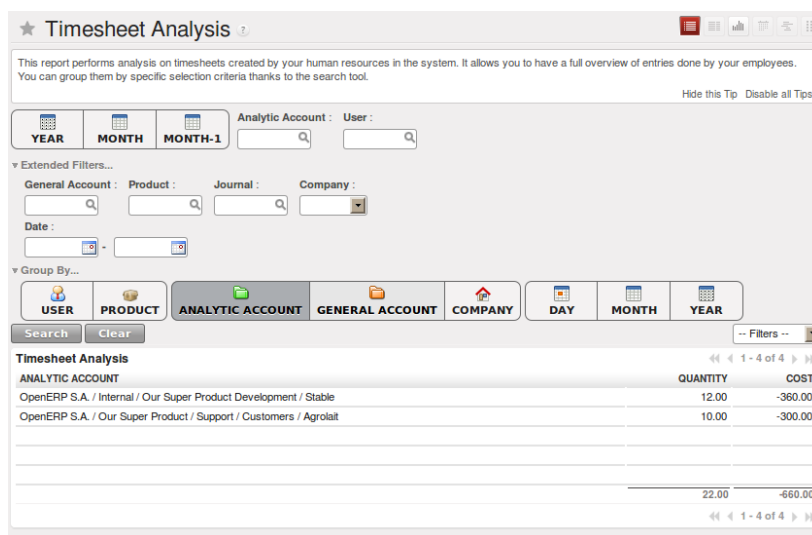 Timesheet Analysis ?
This report performs analysis on timesheets created by your human resources in the system. It allows you to have a full overview of entries done by your employees.
You can group them by specific selection criteria thanks to the search tool.
Hide this Tip Disable all Tips
YEAR MONTH MONTH-1 Analytic Account : User :
Extended Filters...
General Account : Product : Journal : Company :
Date :
-
Group By...
USER PRODUCT ANALYTIC ACCOUNT GENERAL ACCOUNT COMPANY DAY MONTH YEAR
Search Clear -- Filters --
Timesheet Analysis 1 - 4 of 4
ANALYTIC ACCOUNT QUANTITY COST
OpenERP S.A. / Internal / Our Super Product Development / Stable 12.00 -360.00
OpenERP S.A. / Our Super Product / Support / Customers / Agrolait 10.00 -300.00
22.00 -660.00
1 - 4 of 4